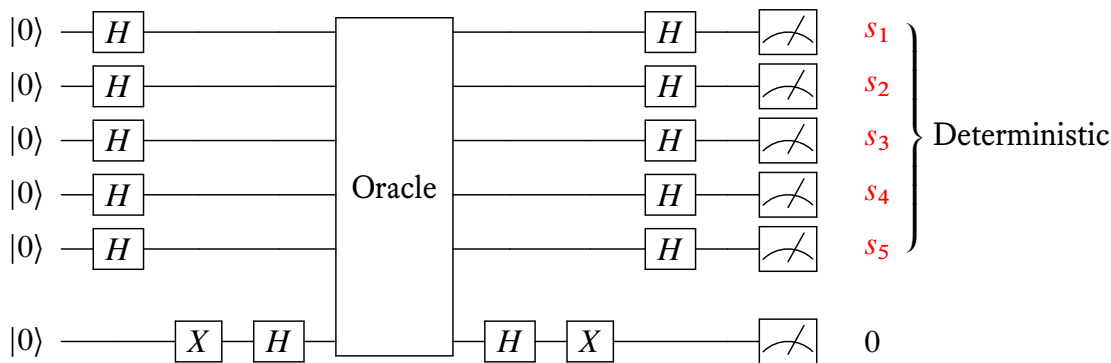 |0⟩ H H s₁
|0⟩ H H s₂
|0⟩ H H s₃ Deterministic
|0⟩ H Oracle H s₄
|0⟩ H H s₅
|0⟩ X H H X 0